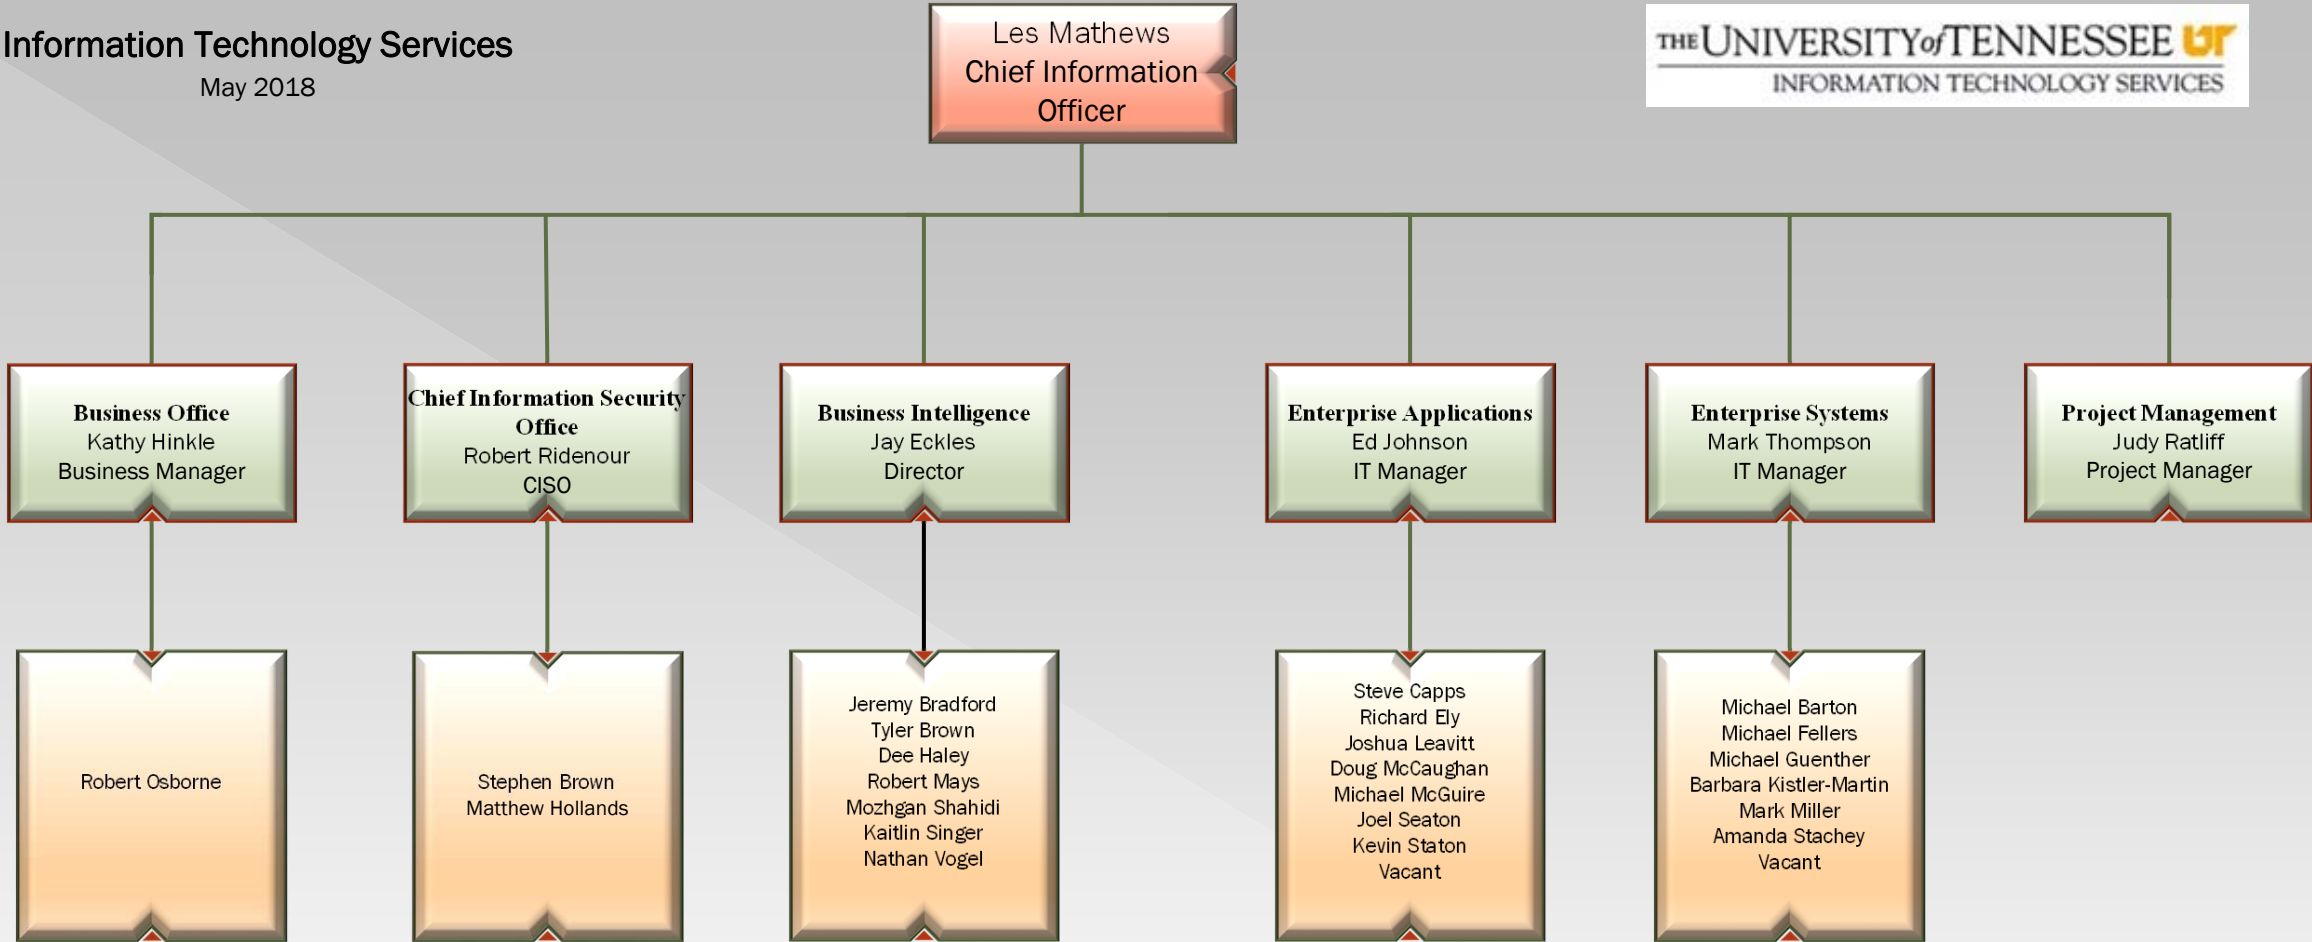 Information Technology Services
May 2018
Les Mathews
Chief Information
Officer
THE UNIVERSITY of TENNESSEE UT
INFORMATION TECHNOLOGY SERVICES
Business Office
Kathy Hinkle
Business Manager
Chief Information Security
Office
Robert Ridenour
CISO
Business Intelligence
Jay Eckles
Director
Enterprise Applications
Ed Johnson
IT Manager
Enterprise Systems
Mark Thompson
IT Manager
Project Management
Judy Ratliff
Project Manager
Robert Osborne
Stephen Brown
Matthew Hollands
Jeremy Bradford
Tyler Brown
Dee Haley
Robert Mays
Mozhgan Shahidi
Kaitlin Singer
Nathan Vogel
Steve Capps
Richard Ely
Joshua Leavitt
Doug McCaughan
Michael McGuire
Joel Seaton
Kevin Staton
Vacant
Michael Barton
Michael Fellers
Michael Guenther
Barbara Kistler-Martin
Mark Miller
Amanda Stachey
Vacant